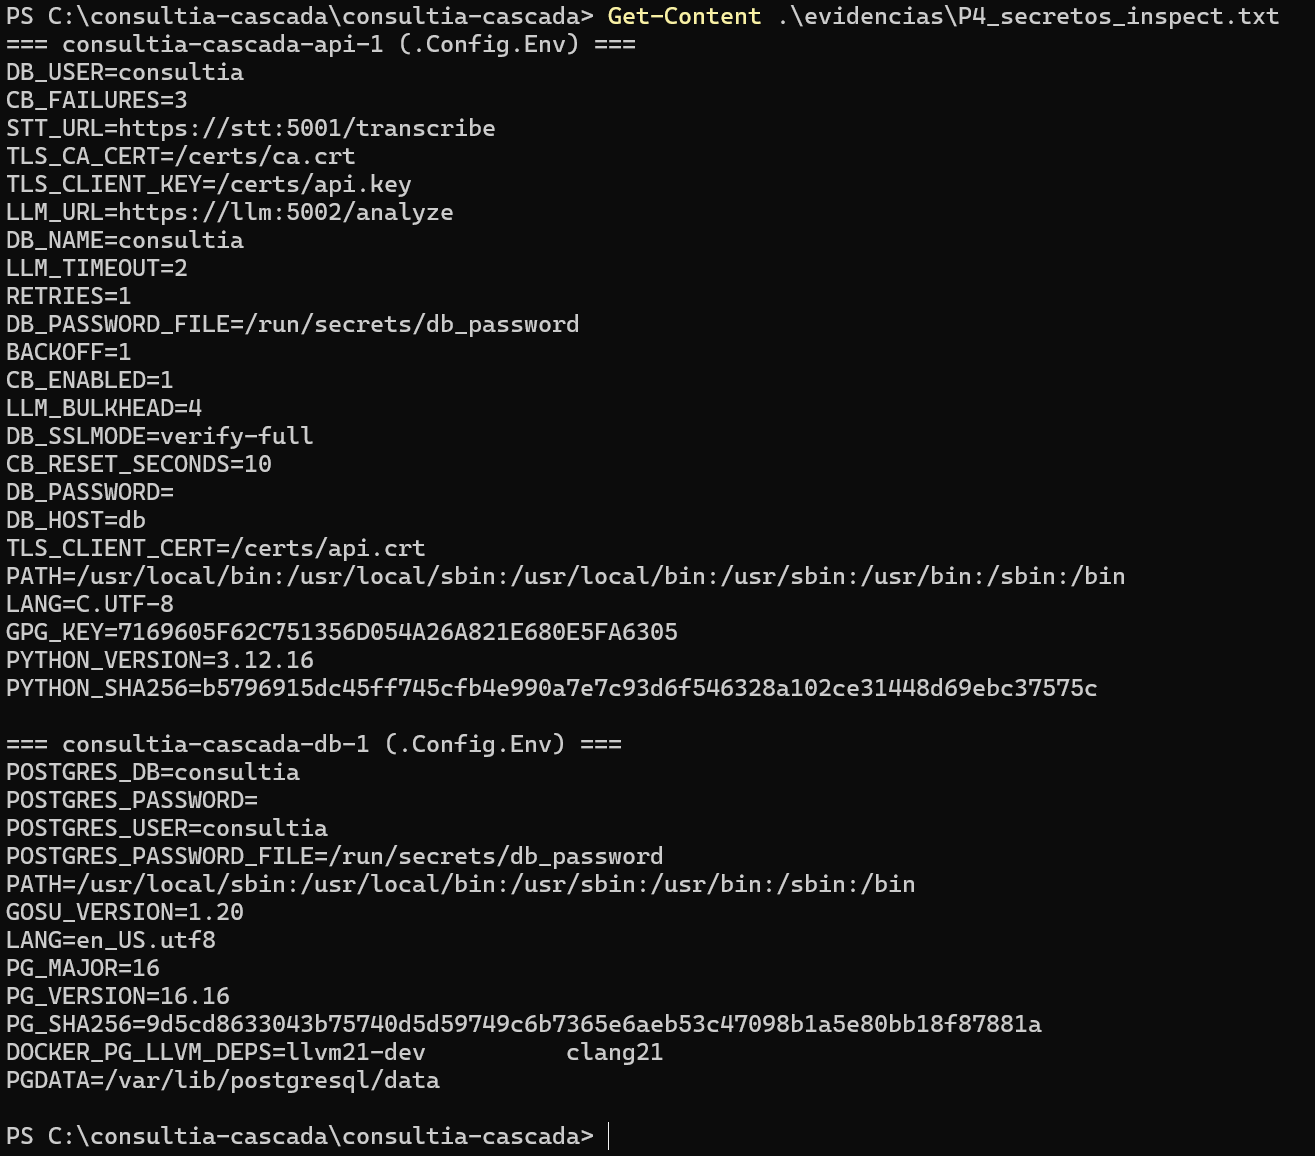 PS C:\consultia-cascada\consultia-cascada> Get-Content .\evidencias\P4_secretos_inspect.txt
=== consultia-cascada-api-1 (.Config.Env) ===
DB_USER=consultia
CB_FAILURES=3
STT_URL=https://stt:5001/transcribe
TLS_CA_CERT=/certs/ca.crt
TLS_CLIENT_KEY=/certs/api.key
LLM_URL=https://llm:5002/analyze
DB_NAME=consultia
LLM_TIMEOUT=2
RETRIES=1
DB_PASSWORD_FILE=/run/secrets/db_password
BACKOFF=1
CB_ENABLED=1
LLM_BULKHEAD=4
DB_SSLMODE=verify-full
CB_RESET_SECONDS=10
DB_PASSWORD=
DB_HOST=db
TLS_CLIENT_CERT=/certs/api.crt
PATH=/usr/local/bin:/usr/local/sbin:/usr/local/bin:/usr/sbin:/usr/bin:/sbin:/bin
LANG=C.UTF-8
GPG_KEY=7169605F62C751356D054A26A821E680E5FA6305
PYTHON_VERSION=3.12.16
PYTHON_SHA256=b5796915dc45ff745cfb4e990a7e7c93d6f546328a102ce31448d69ebc37575c
=== consultia-cascada-db-1 (.Config.Env) ===
POSTGRES_DB=consultia
POSTGRES_PASSWORD=
POSTGRES_USER=consultia
POSTGRES_PASSWORD_FILE=/run/secrets/db_password
PATH=/usr/local/sbin:/usr/local/bin:/usr/sbin:/usr/bin:/sbin:/bin
GOSU_VERSION=1.20
LANG=en_US.utf8
PG_MAJOR=16
PG_VERSION=16.16
PG_SHA256=9d5cd8633043b75740d5d59749c6b7365e6aeb53c47098b1a5e80bb18f87881a
DOCKER_PG_LLVM_DEPS=llvm21-dev          clang21
PGDATA=/var/lib/postgresql/data
PS C:\consultia-cascada\consultia-cascada>